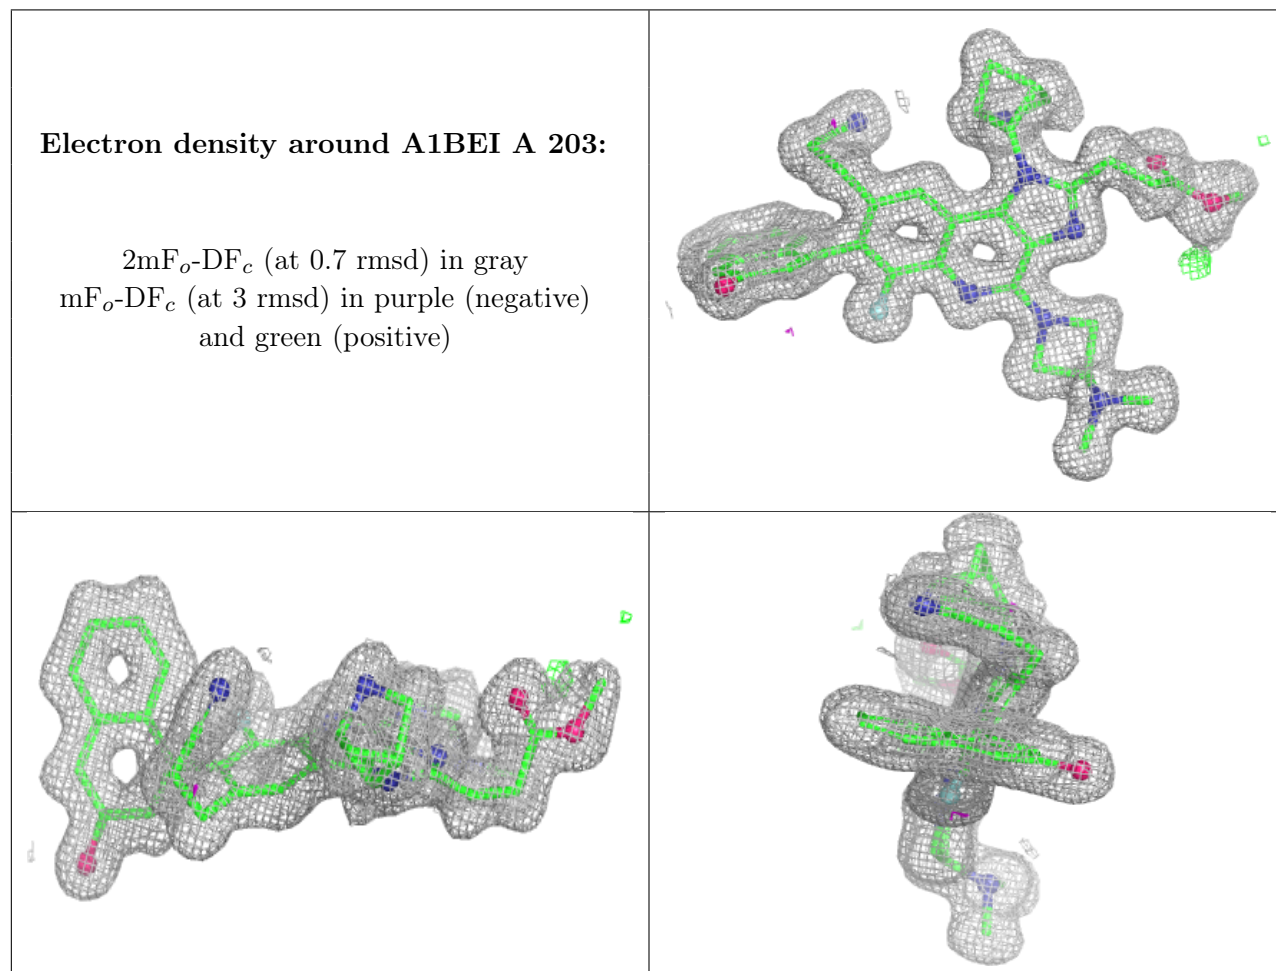 Electron density around A1BEI A 203:
2mFo-DFc (at 0.7 rmsd) in gray
mFo-DFc (at 3 rmsd) in purple (negative)
and green (positive)